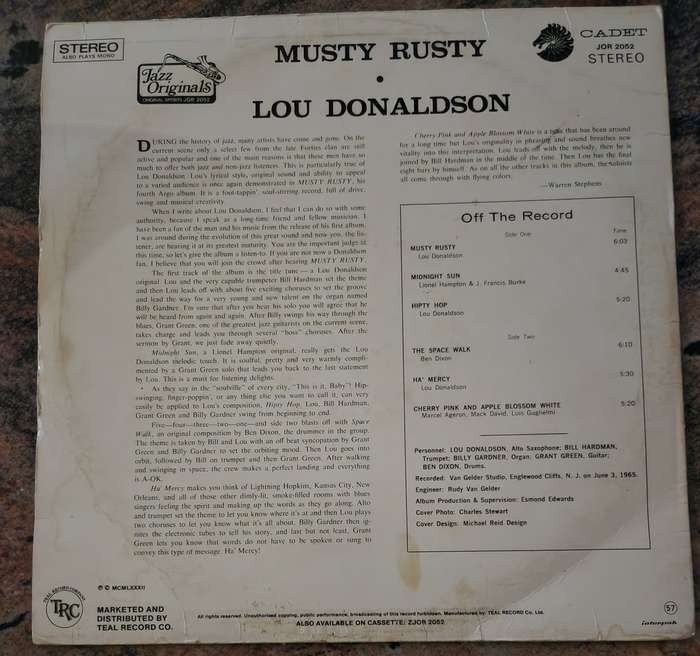 STEREO
ALSO PLAYS MONO
Jazz
Originals
ORIGINAL ARTISTS JOR 2052
MUSTY RUSTY
•
LOU DONALDSON
CADET
JOR 2052
STEREO
DURING the history of jazz, many artists have come and gone. On the
current scene only a select few from the late Forties clan are still
active and popular and one of the main reasons is that these men have so
much to offer both jazz and non-jazz listeners. This is particularly true of
Lou Donaldson. Lou's lyrical style, original sound and ability to appeal
to a varied audience is once again demonstrated in MUSTY RUSTY, his
fourth Argo album. It is a foot-tappin', soul-stirring record, full of drive,
swing and musical creativity.
When I write about Lou Donaldson, I feel that I can do so with some
authority, because I speak as a long-time friend and fellow musician. I
have been a fan of the man and his music from the release of his first album.
I was around during the evolution of this great sound and now you, the lis-
tener, are hearing it at its greatest maturity. You are the important judge at
this time, so let's give the album a listen-to. If you are not now a Donaldson
fan, I believe that you will join the crowd after hearing MUSTY RUSTY.
The first track of the album is the title tune — a Lou Donaldson
original. Lou and the very capable trumpeter Bill Hardman set the theme
and then Lou leads off with about five exciting choruses to set the groove
and lead the way for a very young and new talent on the organ named
Billy Gardner. I'm sure that after you hear his solo you will agree that he
will be heard from again and again. After Billy swings his way through the
blues, Grant Green, one of the greatest jazz guitarists on the current scene,
takes charge and leads you through several "boss" choruses. After the
sermon by Grant, we just fade away quietly.
Midnight Sun, a Lionel Hampton original, really gets the Lou
Donaldson melodic touch. It is soulful, pretty and very warmly compli-
mented by a Grant Green solo that leads you back to the last statement
by Lou. This is a must for listening delights.
• As they say in the "soulville" of every city, "This is it, Baby"! Hip-
swinging, finger-poppin', or any thing else you want to call it, can very
easily be applied to Lou's composition, Hipty Hop. Lou, Bill Hardman,
Grant Green and Billy Gardner swing from beginning to end.
Five—four—three—two—one—and side two blasts off with Space
Walk, an original composition by Ben Dixon, the drummer in the group.
The theme is taken by Bill and Lou with an off beat syncopation by Grant
Green and Billy Gardner to set the orbiting mood. Then Lou goes into
orbit, followed by Bill on trumpet and then Grant Green. After walking
and swinging in space, the crew makes a perfect landing and everything
is A-OK.
Ha' Mercy makes you think of Lightning Hopkins, Kansas City, New
Orleans, and all of those other dimly-lit, smoke-filled rooms with blues
singers feeling the spirit and making up the words as they go along. Alto
and trumpet set the theme to let you know where it's at and then Lou plays
two choruses to let you know what it's all about. Billy Gardner then ig-
nites the electronic tubes to tell his story, and last but not least, Grant
Green lets you know that words do not have to be spoken or sung to
convey this type of message. Ha' Mercy!
Cherry Pink and Apple Blossom White is a tune that has been around
for a long time but Lou's originality in phrasing and sound breathes new
vitality into this interpretation. Lou leads off with the melody, then he is
joined by Bill Hardman in the middle of the tune. Then Lou has the final
eight bars by himself. As on all the other tracks in this album, the soloist
all come through with flying colors.
—Warren Stephens
Off The Record
Side One Time
MUSTY RUSTY 6:03
Lou Donaldson
MIDNIGHT SUN 4:45
Lionel Hampton & J. Francis Burke
HIPTY HOP 5:20
Lou Donaldson
Side Two
THE SPACE WALK 6:10
Ben Dixon
HA' MERCY 5:30
Lou Donaldson
CHERRY PINK AND APPLE BLOSSOM WHITE 5:20
Marcel Ageron, Mack David, Luis Guglielmi
Personnel: LOU DONALDSON, Alto Saxophone; BILL HARDMAN,
Trumpet; BILLY GARDNER, Organ; GRANT GREEN, Guitar;
BEN DIXON, Drums.
Recorded: Van Gelder Studio, Englewood Cliffs, N. J. on June 3, 1965.
Engineer: Rudy Van Gelder
Album Production & Supervision: Esmond Edwards
Cover Photo: Charles Stewart
Cover Design: Michael Reid Design
℗ © MCMLXXXII
TEAL RECORD COMPANY
TRC
MARKETED AND
DISTRIBUTED BY
TEAL RECORD CO.
All rights reserved. Unauthorised copying, public performance, broadcasting of this record forbidden. Manufactured by: TEAL RECORD Co. Ltd.
ALSO AVAILABLE ON CASSETTE: ZJOR 2052
57
interpak